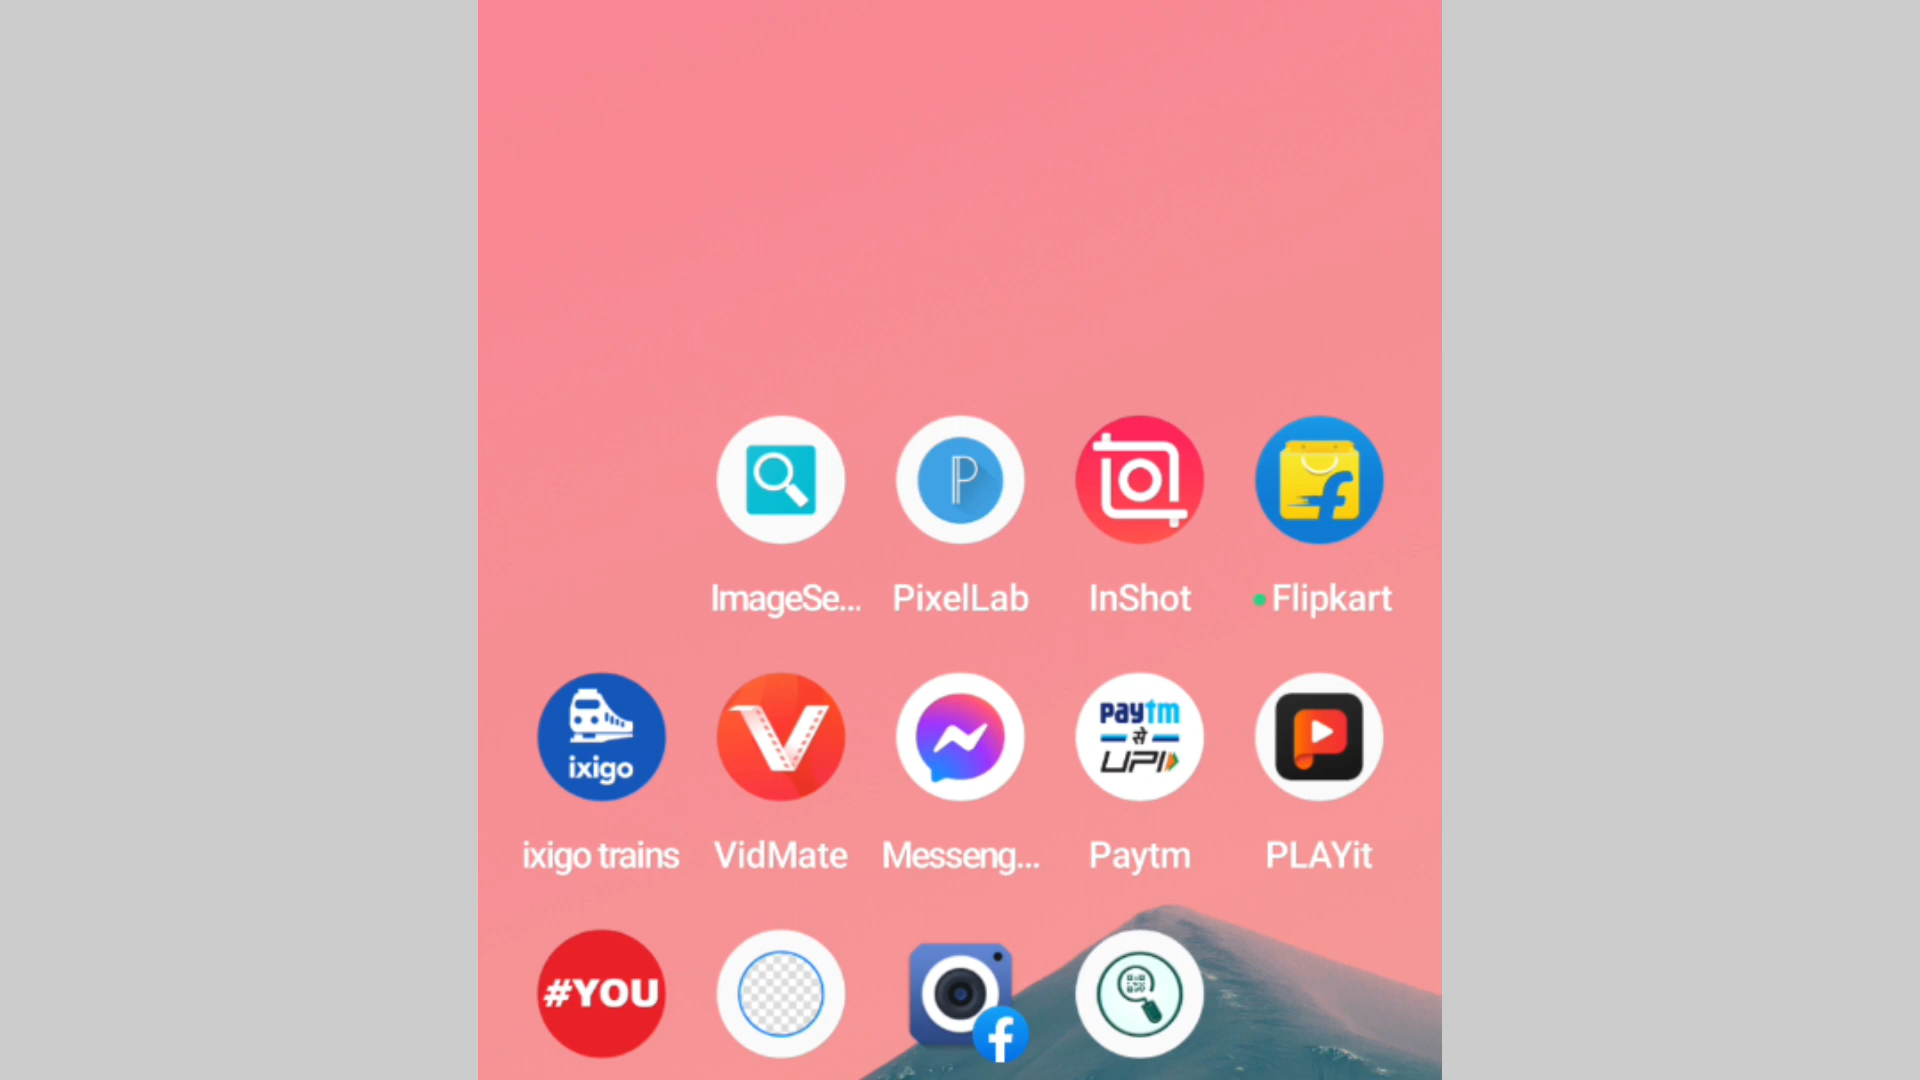 P
ImageSe...
PixelLab
InShot
Flipkart
f
paytm
से
UPI
ixigo
ixigo trains
VidMate
Messeng...
Paytm
PLAYit
#YOU
f